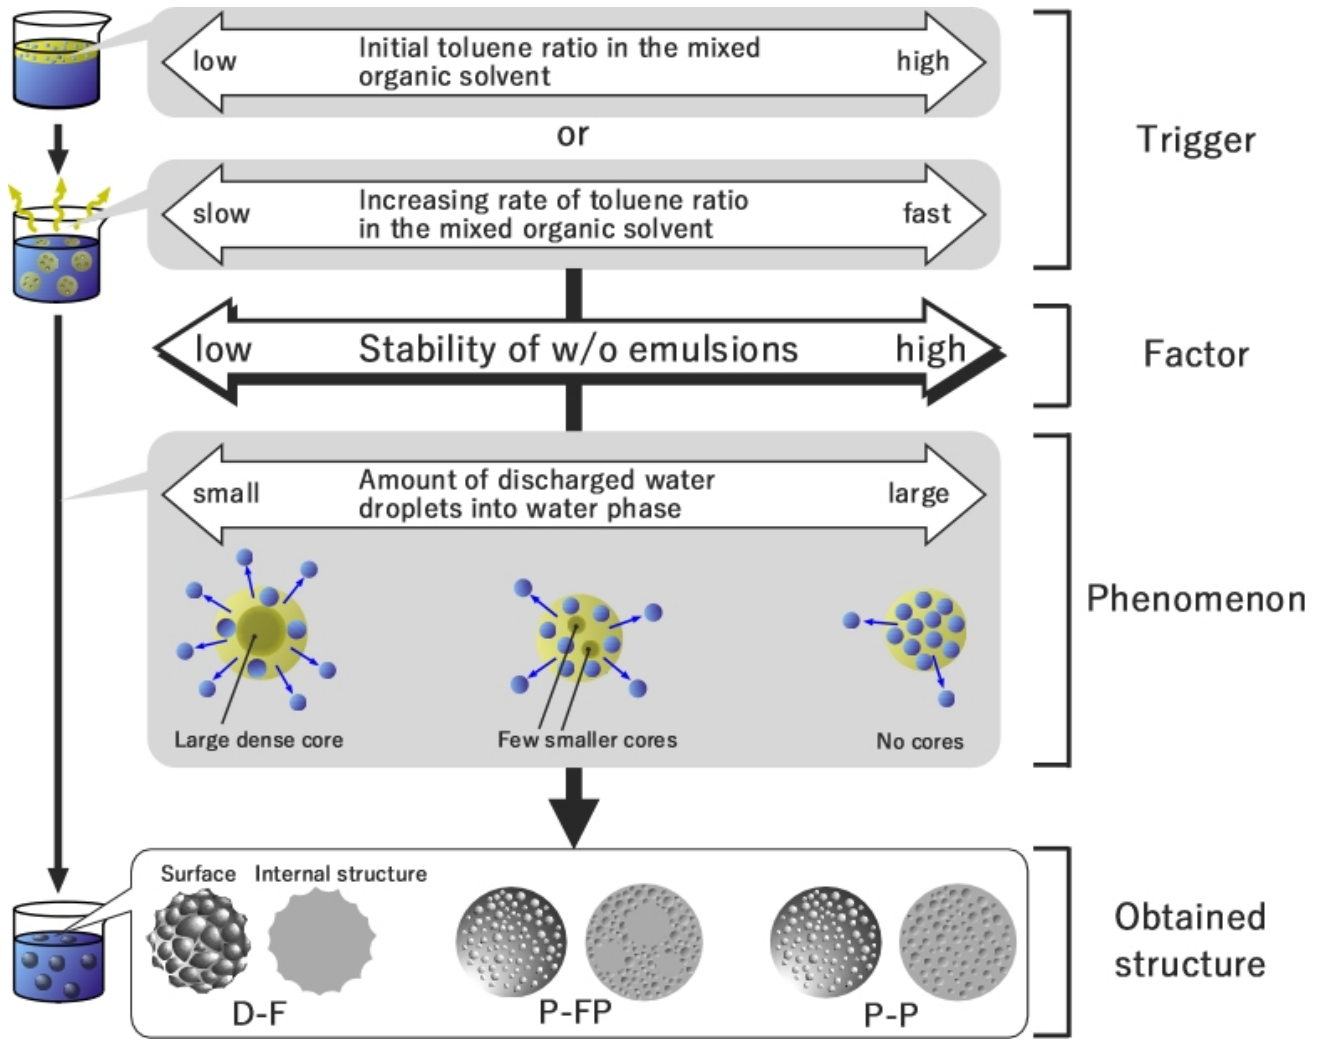 low
Initial toluene ratio in the mixed
organic solvent
high
or
Trigger
slow
Increasing rate of toluene ratio
in the mixed organic solvent
fast
low
Stability of w/o emulsions
high
Factor
small
Amount of discharged water
droplets into water phase
large
Phenomenon
Large dense core
Few smaller cores
No cores
Surface
Internal structure
D-F
P-FP
P-P
Obtained
structure